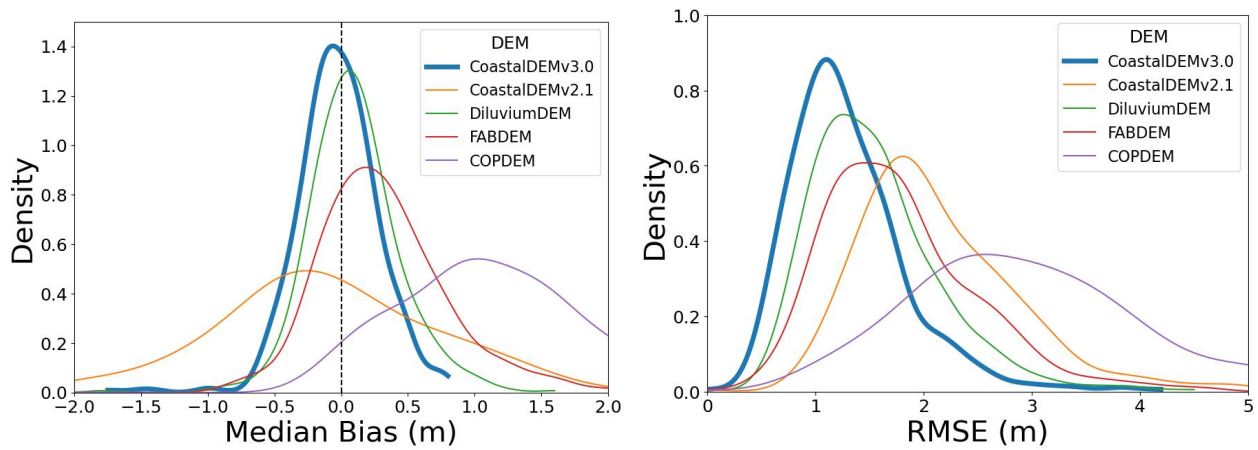 1.4
1.2
1.0
0.8
0.6
0.4
0.2
0.0
Density
−2.0 −1.5 −1.0 −0.5 0.0 0.5 1.0 1.5 2.0
Median Bias (m)
DEM
CoastalDEMv3.0
CoastalDEMv2.1
DiluviumDEM
FABDEM
COPDEM
1.0
0.8
0.6
0.4
0.2
0.0
Density
0 1 2 3 4 5
RMSE (m)
DEM
CoastalDEMv3.0
CoastalDEMv2.1
DiluviumDEM
FABDEM
COPDEM